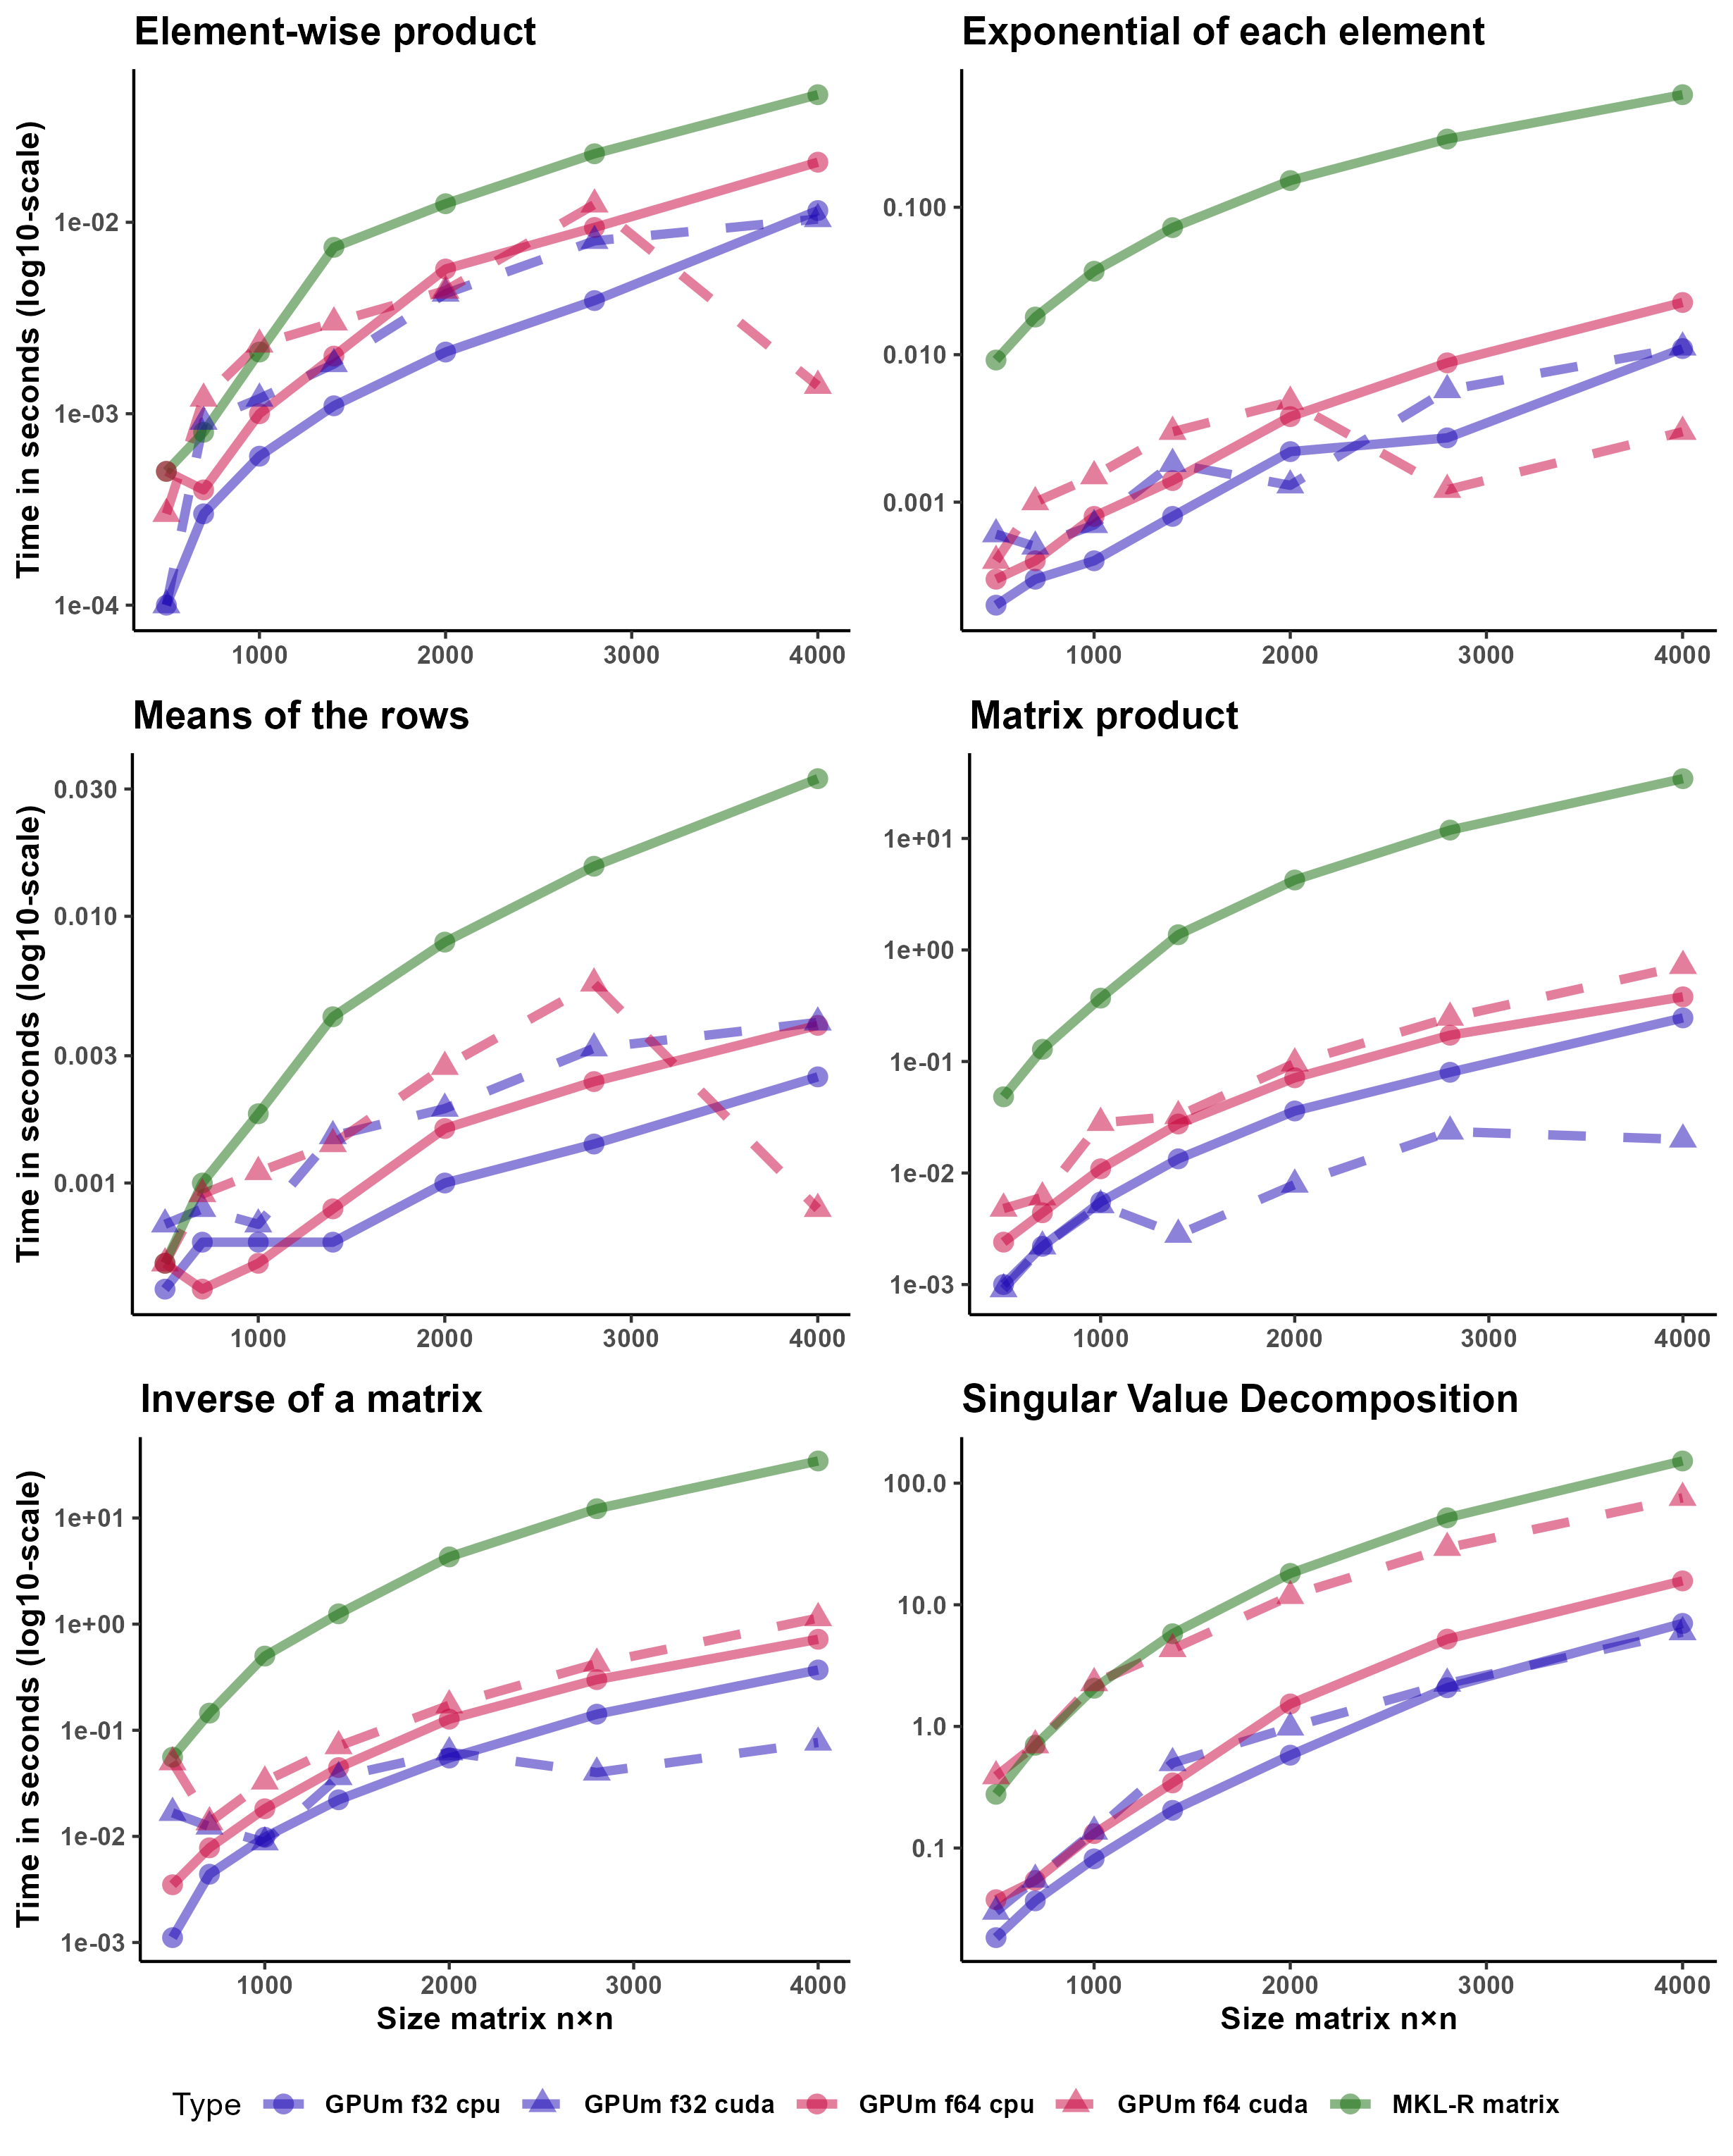 Element-wise product
Exponential of each element
Time in seconds (log10-scale)
1e-02
1e-03
1e-04
1000 2000 3000 4000
0.100
0.010
0.001
1000 2000 3000 4000
Means of the rows
Matrix product
Time in seconds (log10-scale)
0.030
0.010
0.003
0.001
1000 2000 3000 4000
1e+01
1e+00
1e-01
1e-02
1e-03
1000 2000 3000 4000
Inverse of a matrix
Singular Value Decomposition
Time in seconds (log10-scale)
1e+01
1e+00
1e-01
1e-02
1e-03
1000 2000 3000 4000
Size matrix n×n
100.0
10.0
1.0
0.1
1000 2000 3000 4000
Size matrix n×n
Type GPUm f32 cpu GPUm f32 cuda GPUm f64 cpu GPUm f64 cuda MKL-R matrix